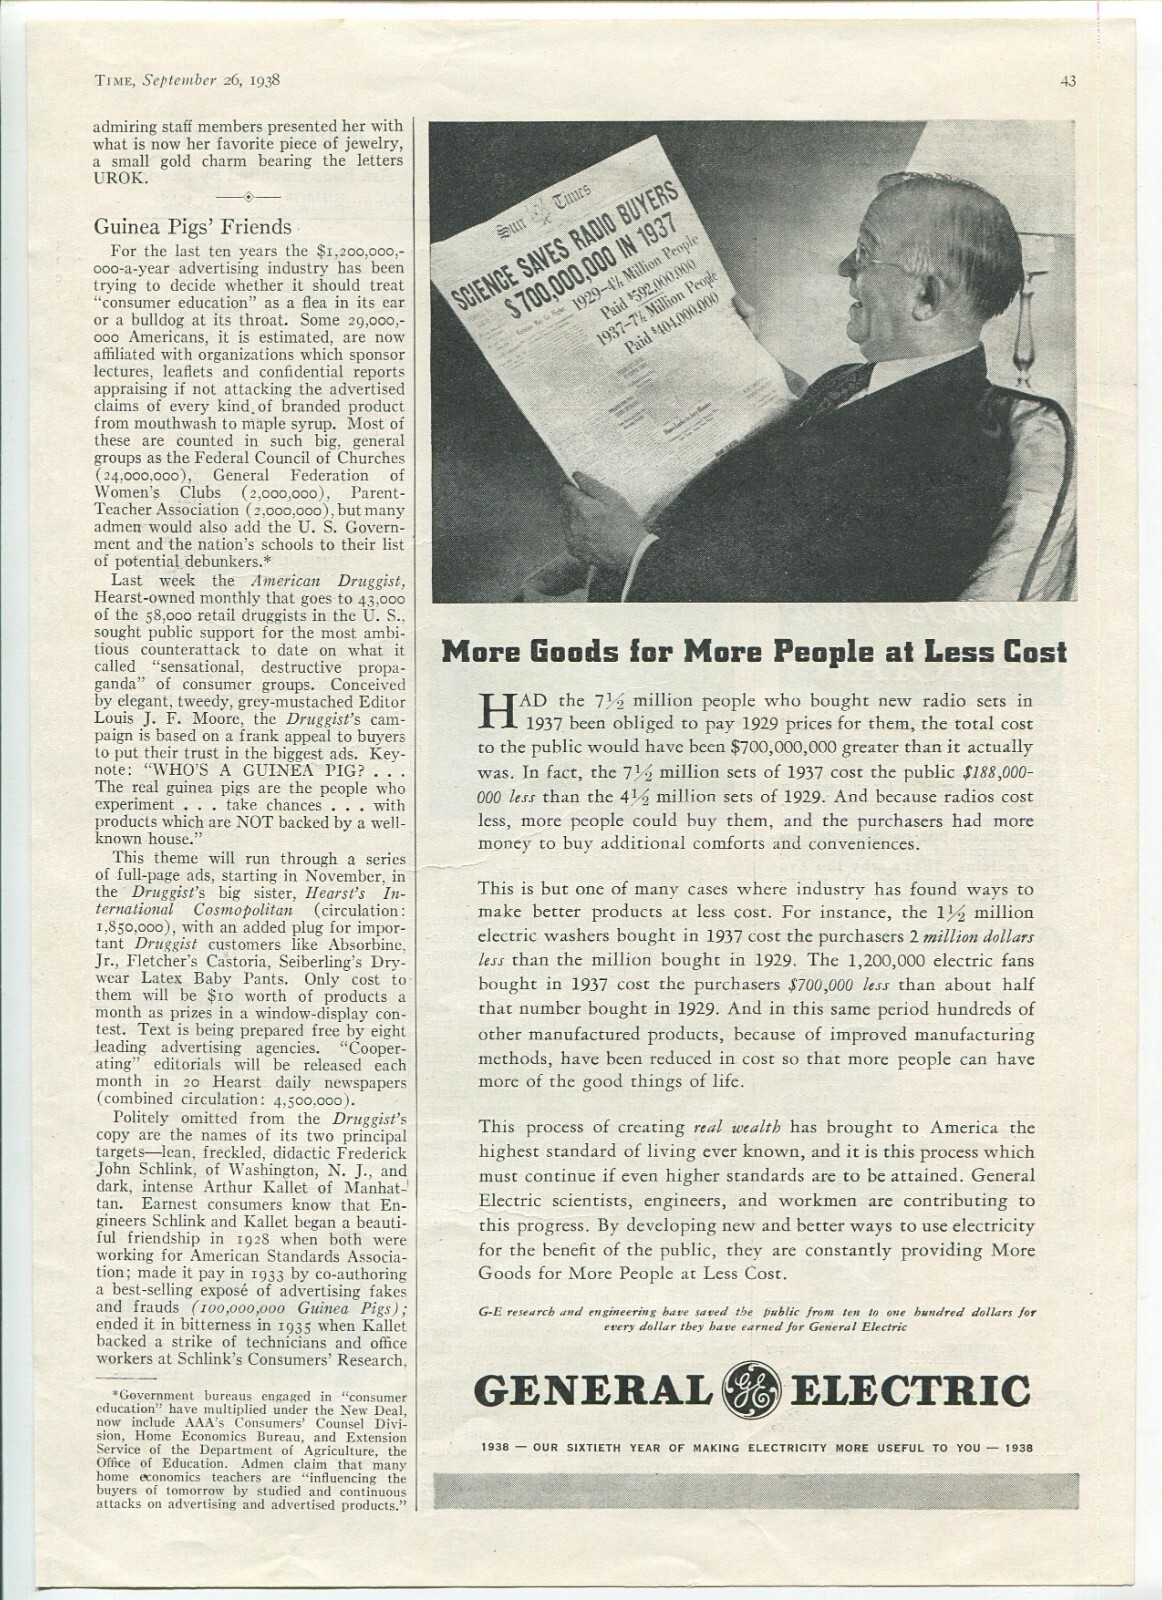 TIME, September 26, 1938
43
admiring staff members presented her with
what is now her favorite piece of jewelry,
a small gold charm bearing the letters
UROK.
Guinea Pigs' Friends
For the last ten years the $1,200,000,-
000-a-year advertising industry has been
trying to decide whether it should treat
"consumer education" as a flea in its ear
or a bulldog at its throat. Some 29,000,-
000 Americans, it is estimated, are now
affiliated with organizations which sponsor
lectures, leaflets and confidential reports
appraising if not attacking the advertised
claims of every kind of branded product
from mouthwash to maple syrup. Most of
these are counted in such big, general
groups as the Federal Council of Churches
(24,000,000), General Federation of
Women's Clubs (2,000,000), Parent-
Teacher Association (2,000,000), but many
admen would also add the U. S. Govern-
ment and the nation's schools to their list
of potential debunkers.*
Last week the American Druggist,
Hearst-owned monthly that goes to 43,000
of the 58,000 retail druggists in the U. S.,
sought public support for the most ambi-
tious counterattack to date on what it
called "sensational, destructive propa-
ganda" of consumer groups. Conceived
by elegant, tweedy, grey-mustached Editor
Louis J. F. Moore, the Druggist's cam-
paign is based on a frank appeal to buyers
to put their trust in the biggest ads. Key-
note: "WHO'S A GUINEA PIG? . . .
The real guinea pigs are the people who
experiment . . . take chances . . . with
products which are NOT backed by a well-
known house."
This theme will run through a series
of full-page ads, starting in November, in
the Druggist's big sister, Hearst's In-
ternational Cosmopolitan (circulation:
1,850,000), with an added plug for impor-
tant Druggist customers like Absorbine,
Jr., Fletcher's Castoria, Seiberling's Dry-
wear Latex Baby Pants. Only cost to
them will be $10 worth of products a
month as prizes in a window-display con-
test. Text is being prepared free by eight
leading advertising agencies. "Cooper-
ating" editorials will be released each
month in 20 Hearst daily newspapers
(combined circulation: 4,500,000).
Politely omitted from the Druggist's
copy are the names of its two principal
targets—lean, freckled, didactic Frederick
John Schlink, of Washington, N. J., and
dark, intense Arthur Kallet of Manhat-
tan. Earnest consumers know that En-
gineers Schlink and Kallet began a beauti-
ful friendship in 1928 when both were
working for American Standards Associa-
tion; made it pay in 1933 by co-authoring
a best-selling exposé of advertising fakes
and frauds (100,000,000 Guinea Pigs);
ended it in bitterness in 1935 when Kallet
backed a strike of technicians and office
workers at Schlink's Consumers' Research,
*Government bureaus engaged in "consumer
education" have multiplied under the New Deal,
now include AAA's Consumers' Counsel Divi-
sion, Home Economics Bureau, and Extension
Service of the Department of Agriculture, the
Office of Education. Admen claim that many
home economics teachers are "influencing the
buyers of tomorrow by studied and continuous
attacks on advertising and advertised products."
Sun Times
SCIENCE SAVES RADIO BUYERS
$700,000,000 IN 1937
1929-4½ Million People
Paid $592,000,000
1937-7½ Million People
Paid $404,000,000
More Goods for More People at Less Cost
HAD the 7½ million people who bought new radio sets in
1937 been obliged to pay 1929 prices for them, the total cost
to the public would have been $700,000,000 greater than it actually
was. In fact, the 7½ million sets of 1937 cost the public $188,000-
000 less than the 4½ million sets of 1929. And because radios cost
less, more people could buy them, and the purchasers had more
money to buy additional comforts and conveniences.
This is but one of many cases where industry has found ways to
make better products at less cost. For instance, the 1½ million
electric washers bought in 1937 cost the purchasers 2 million dollars
less than the million bought in 1929. The 1,200,000 electric fans
bought in 1937 cost the purchasers $700,000 less than about half
that number bought in 1929. And in this same period hundreds of
other manufactured products, because of improved manufacturing
methods, have been reduced in cost so that more people can have
more of the good things of life.
This process of creating real wealth has brought to America the
highest standard of living ever known, and it is this process which
must continue if even higher standards are to be attained. General
Electric scientists, engineers, and workmen are contributing to
this progress. By developing new and better ways to use electricity
for the benefit of the public, they are constantly providing More
Goods for More People at Less Cost.
G-E research and engineering have saved the public from ten to one hundred dollars for
every dollar they have earned for General Electric
GENERAL GE ELECTRIC
1938 — OUR SIXTIETH YEAR OF MAKING ELECTRICITY MORE USEFUL TO YOU — 1938